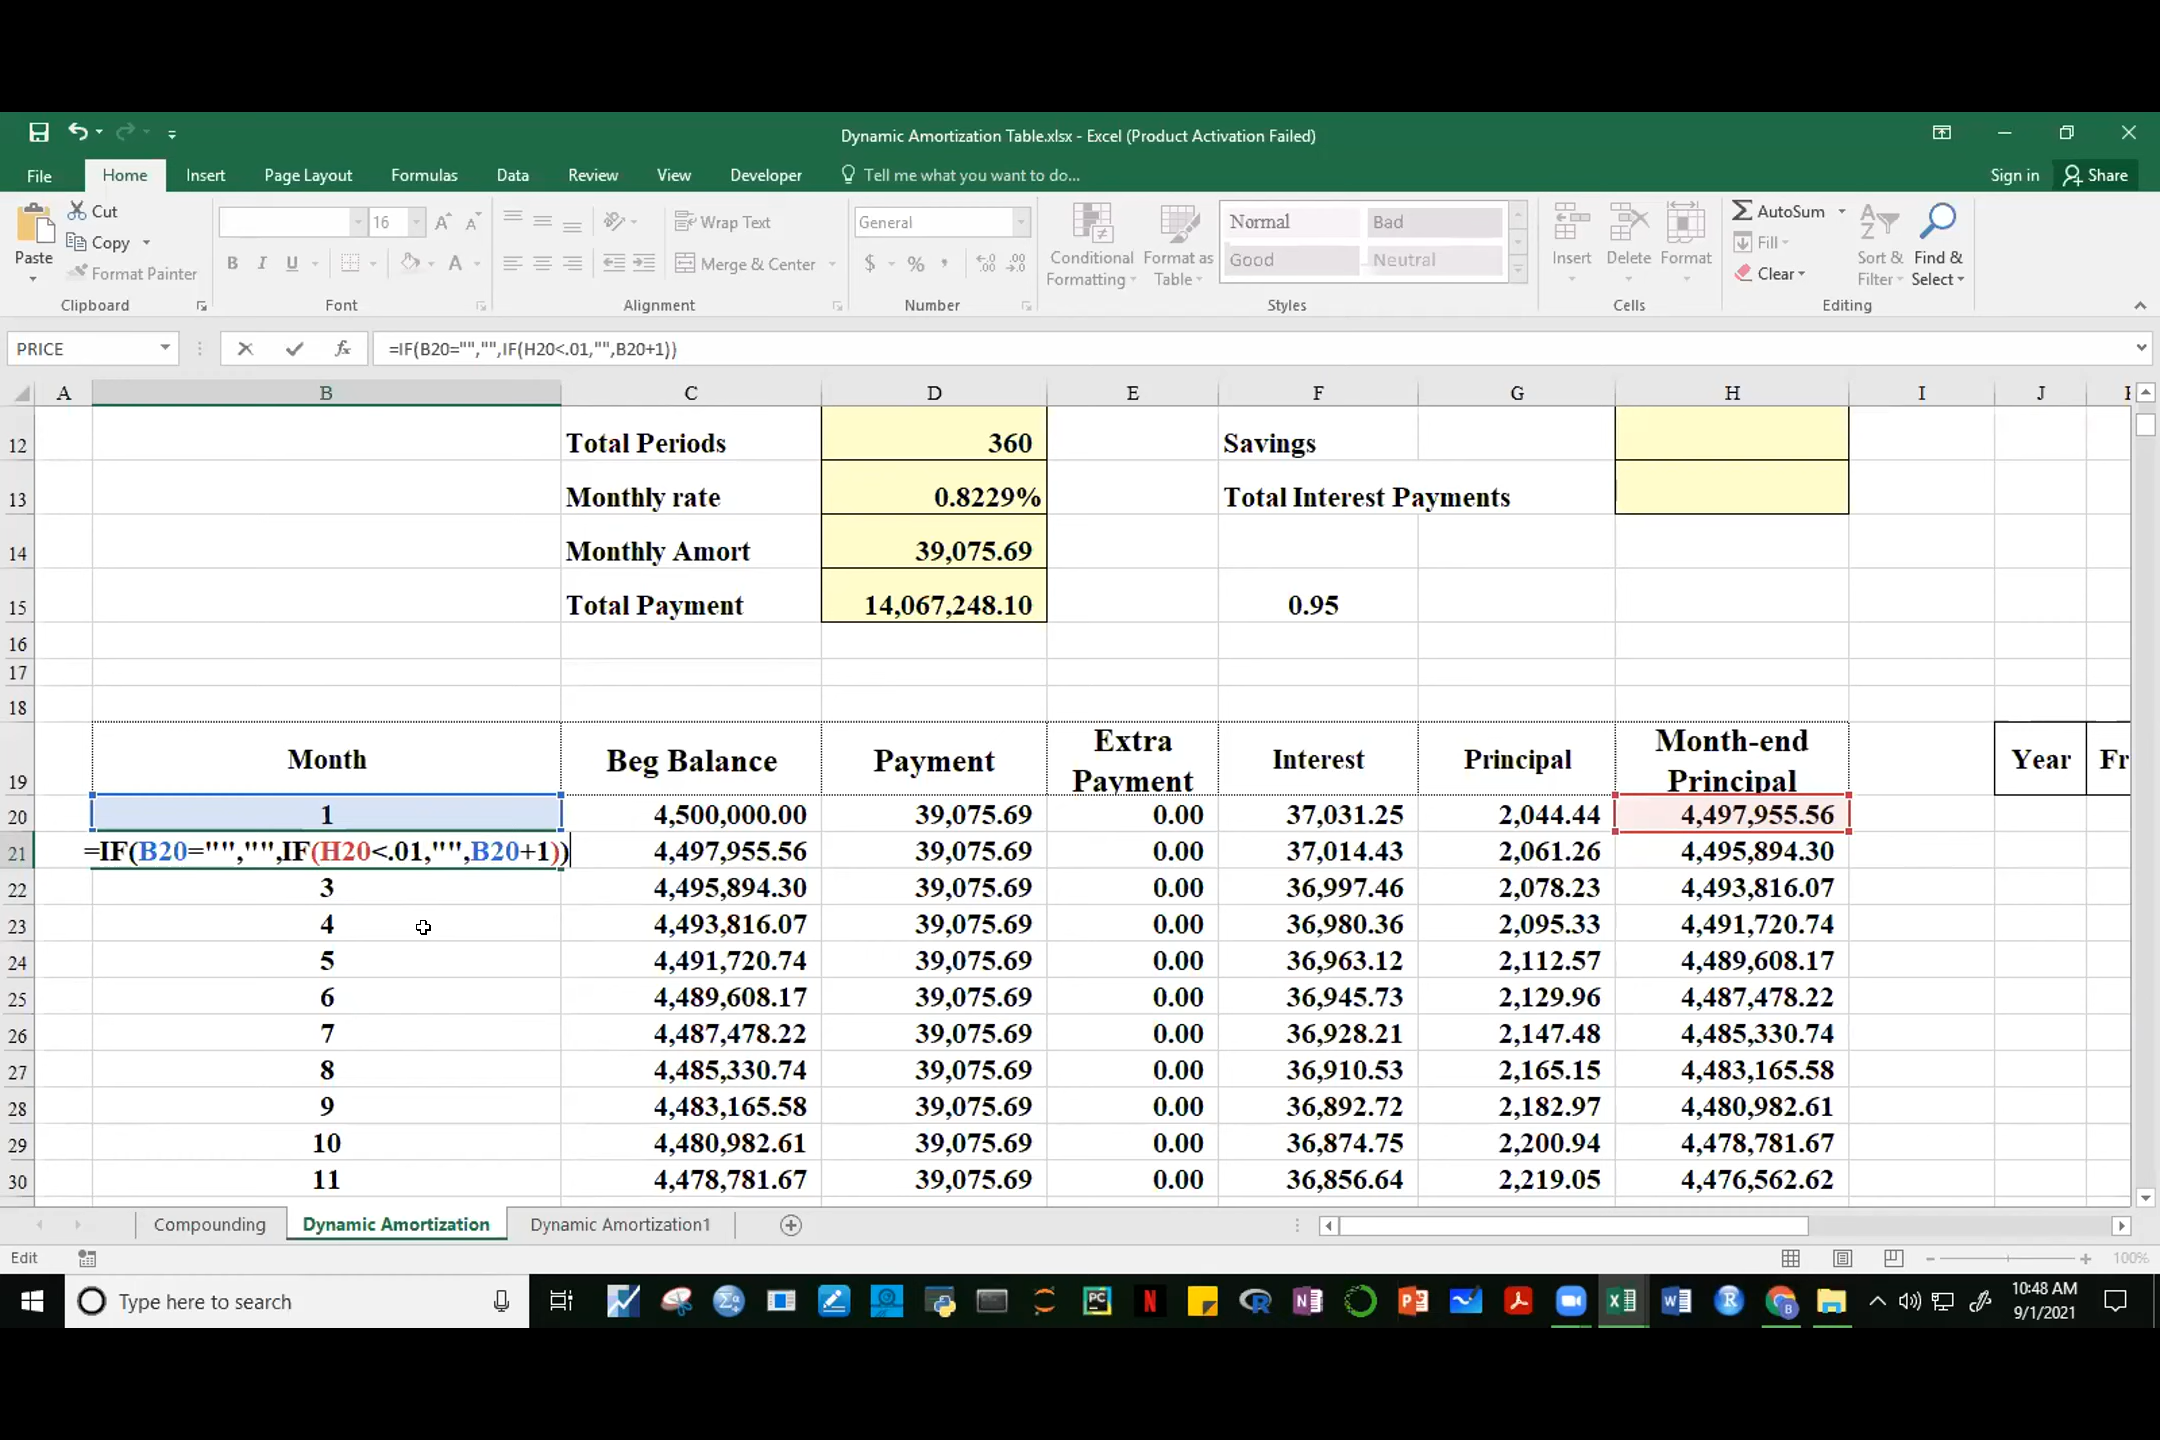 Dynamic Amortization Table.xlsx - Excel (Product Activation Failed)
File Home Insert Page Layout Formulas Data Review View Developer Tell me what you want to do... Sign in Share
Paste Cut Copy Format Painter Clipboard
16 B I U A Font
Wrap Text Merge & Center Alignment
General $ % , Number
Conditional Formatting Format as Table Normal Bad Good Neutral Styles
Insert Delete Format Cells
AutoSum Fill Clear Sort & Filter Find & Select Editing
PRICE fx =IF(B20="","",IF(H20<.01,"",B20+1))
A B C D E F G H I J
12 Total Periods 360 Savings
13 Monthly rate 0.8229% Total Interest Payments
14 Monthly Amort 39,075.69
15 Total Payment 14,067,248.10 0.95
16
17
18
19 Month Beg Balance Payment Extra Payment Interest Principal Month-end Principal Year Fr
20 1 4,500,000.00 39,075.69 0.00 37,031.25 2,044.44 4,497,955.56
21 =IF(B20="","",IF(H20<.01,"",B20+1)) 4,497,955.56 39,075.69 0.00 37,014.43 2,061.26 4,495,894.30
22 3 4,495,894.30 39,075.69 0.00 36,997.46 2,078.23 4,493,816.07
23 4 4,493,816.07 39,075.69 0.00 36,980.36 2,095.33 4,491,720.74
24 5 4,491,720.74 39,075.69 0.00 36,963.12 2,112.57 4,489,608.17
25 6 4,489,608.17 39,075.69 0.00 36,945.73 2,129.96 4,487,478.22
26 7 4,487,478.22 39,075.69 0.00 36,928.21 2,147.48 4,485,330.74
27 8 4,485,330.74 39,075.69 0.00 36,910.53 2,165.15 4,483,165.58
28 9 4,483,165.58 39,075.69 0.00 36,892.72 2,182.97 4,480,982.61
29 10 4,480,982.61 39,075.69 0.00 36,874.75 2,200.94 4,478,781.67
30 11 4,478,781.67 39,075.69 0.00 36,856.64 2,219.05 4,476,562.62
Compounding Dynamic Amortization Dynamic Amortization1
Edit 100%
Type here to search 10:48 AM
9/1/2021